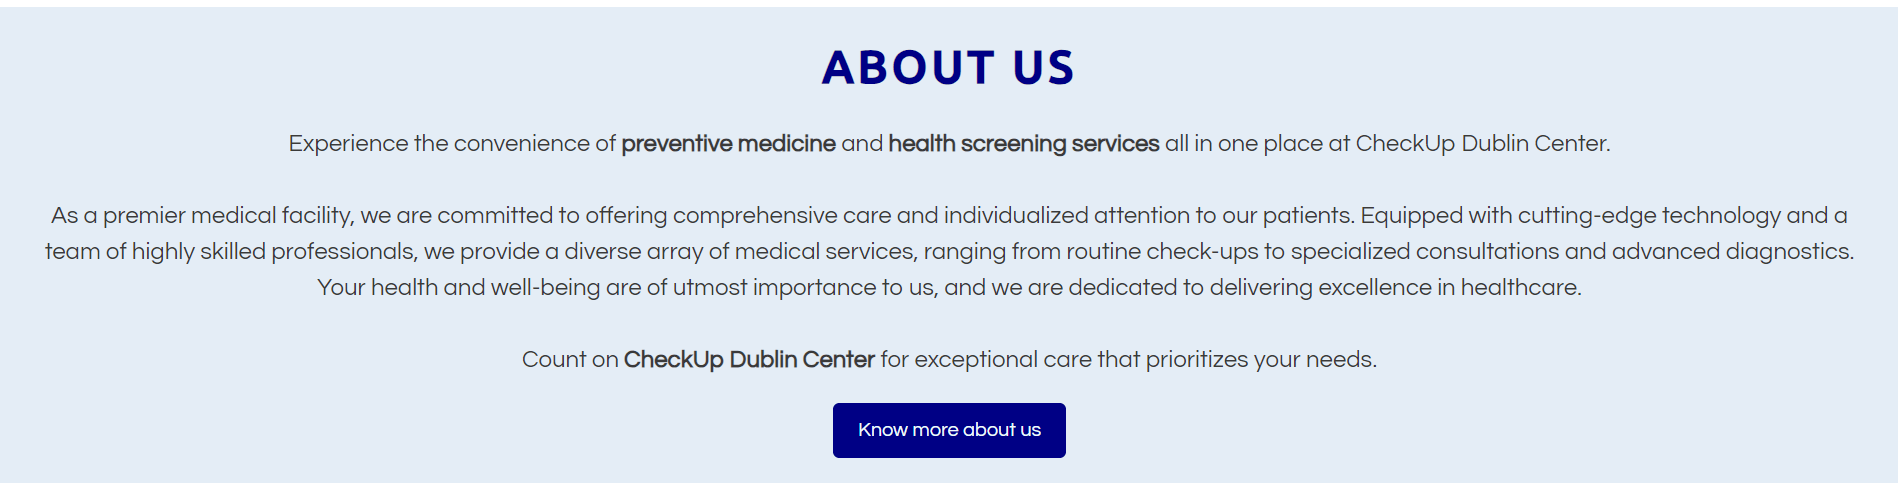 ABOUT US
Experience the convenience of preventive medicine and health screening services all in one place at CheckUp Dublin Center.
As a premier medical facility, we are committed to offering comprehensive care and individualized attention to our patients. Equipped with cutting-edge technology and a
team of highly skilled professionals, we provide a diverse array of medical services, ranging from routine check-ups to specialized consultations and advanced diagnostics.
Your health and well-being are of utmost importance to us, and we are dedicated to delivering excellence in healthcare.
Count on CheckUp Dublin Center for exceptional care that prioritizes your needs.
Know more about us